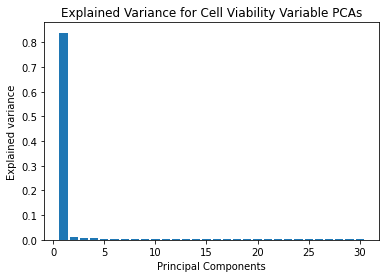 Explained Variance for Cell Viability Variable PCAs
0.8
0.7
0.6
0.5
0.4
0.3
0.2
0.1
0.0
Explained variance
0 5 10 15 20 25 30
Principal Components